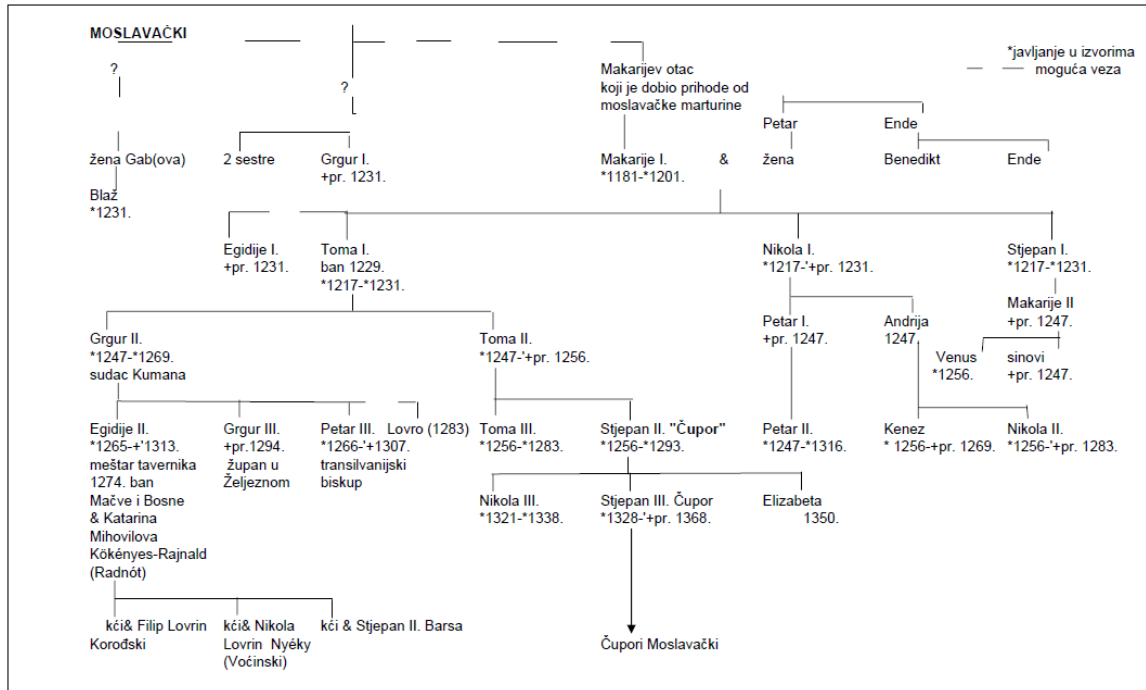 MOSLAVAČKI
*javljanje u izvorima
moguća veza
?
?
Makarijev otac
koji je dobio prihode od
moslavačke marturine
Petar
Ende
žena Gab(ova)
2 sestre
Grgur I.
+pr. 1231.
Makarije I.
*1181-*1201.
&
žena
Benedikt
Ende
Blaž
*1231.
Egidije I.
+pr. 1231.
Toma I.
ban 1229.
*1217-*1231.
Nikola I.
*1217-'+pr. 1231.
Stjepan I.
*1217-*1231.
Grgur II.
*1247-*1269.
sudac Kumana
Toma II.
*1247-'+pr. 1256.
Petar I.
+pr. 1247.
Andrija
1247.
Makarije II
+pr. 1247.
Venus
*1256.
sinovi
+pr. 1247.
Egidije II.
*1265-+'1313.
meštar tavernika
1274. ban
Mačve i Bosne
& Katarina
Mihovilova
Kökényes-Rajnald
(Radnót)
Grgur III.
+pr.1294.
župan u
Željeznom
Petar III.
*1266-'+1307.
transilvanijski
biskup
Lovro (1283)
Toma III.
*1256-*1283.
Stjepan II. "Čupor"
*1256-*1293.
Petar II.
*1247-*1316.
Kenez
* 1256-+pr. 1269.
Nikola II.
*1256-'+pr. 1283.
Nikola III.
*1321-*1338.
Stjepan III. Čupor
*1328-'+pr. 1368.
Elizabeta
1350.
kći& Filip Lovrin
Korođski
kći& Nikola
Lovrin Nyéky
(Voćinski)
kći & Stjepan II. Barsa
Čupori Moslavački